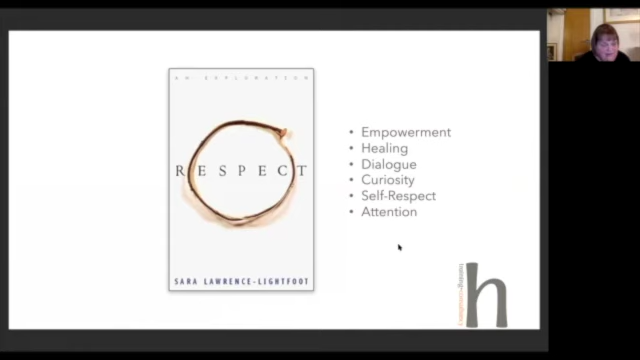 AN EXPLORATION
RESPECT
SARA LAWRENCE-LIGHTFOOT
• Empowerment
• Healing
• Dialogue
• Curiosity
• Self-Respect
• Attention
h